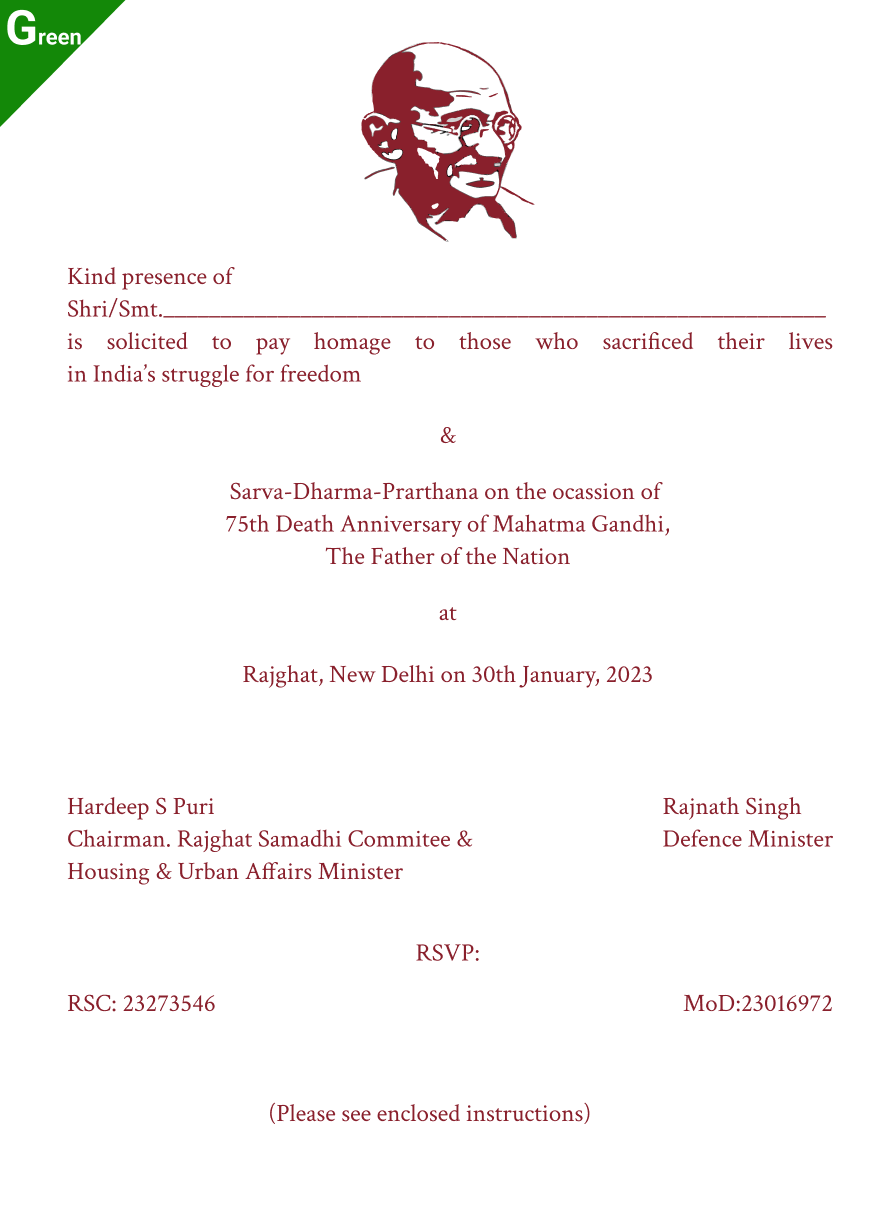 Green
Kind presence of
Shri/Smt.___________________________________________________________
is solicited to pay homage to those who sacrificed their lives
in India’s struggle for freedom
&
Sarva-Dharma-Prarthana on the ocassion of
75th Death Anniversary of Mahatma Gandhi,
The Father of the Nation
at
Rajghat, New Delhi on 30th January, 2023
Hardeep S Puri
Chairman. Rajghat Samadhi Commitee &
Housing & Urban Affairs Minister
Rajnath Singh
Defence Minister
RSVP:
RSC: 23273546
MoD:23016972
(Please see enclosed instructions)